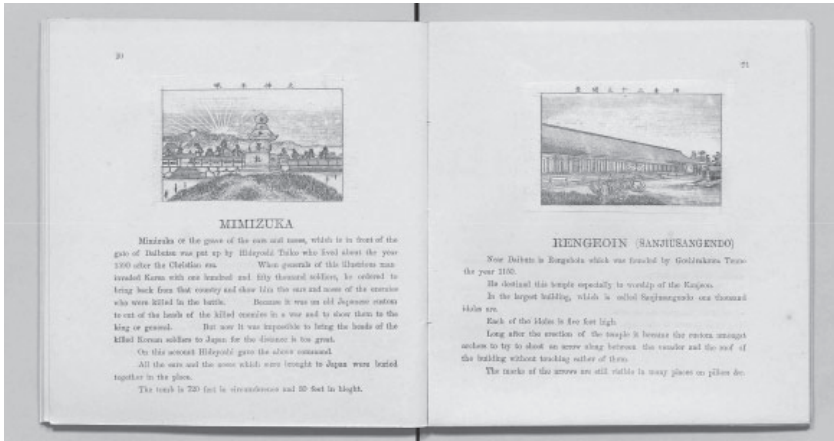 20
MIMIZUKA
Mimizuka or the grave of the ears and noses, which is in front of the
gate of Daibutsu was put up by Hideyoshi Taiko who lived about the year
1590 after the Christian era. When generals of this illustrious man
invaded Korea with one hundred and fifty thousand soldiers, he ordered to
bring back from that country and show him the ears and noses of the enemies
who were killed in the battle. Because it was an old Japanese custom
to cut of the heads of the killed enemies in a war and to show them to the
king or general. But now it was impossible to bring the heads of the
killed Korean soldiers to Japan for the distance is too great.
On this account Hideyoshi gave the above command.
All the ears and the noses which were brought to Japan were buried
together in the place.
The tomb is 720 feet in circumference and 30 feet in hieght.
21
RENGEOIN (SANJIUSANGENDO)
Near Daibutu is Rengeoin which was founded by Goshirakawa Tenno
the year 1160.
He destined this temple especially to worship of the Kanjeon.
In the largest building, which is called Sanjiusangendo one thousand
idols are.
Each of the idols is five feet high.
Long after the erection of the temple it became the custom amongst
archers to try to shoot an arrow along between the and the roof of
the building without touching either of them.
The marks of the arrows are still visible in many places on pillars &c.